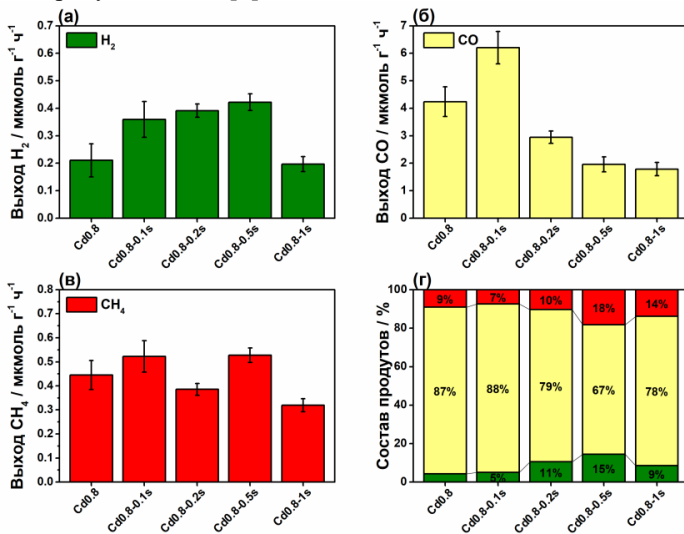 (а)
H₂
Выход H₂ / мкмоль г⁻¹ ч⁻¹
0.7
0.6
0.5
0.4
0.3
0.2
0.1
0.0
Cd0.8
Cd0.8-0.1s
Cd0.8-0.2s
Cd0.8-0.5s
Cd0.8-1s
(б)
CO
Выход CO / мкмоль г⁻¹ ч⁻¹
8
7
6
5
4
3
2
1
0
Cd0.8
Cd0.8-0.1s
Cd0.8-0.2s
Cd0.8-0.5s
Cd0.8-1s
(в)
CH₄
Выход CH₄ / мкмоль г⁻¹ ч⁻¹
0.8
0.7
0.6
0.5
0.4
0.3
0.2
0.1
0.0
Cd0.8
Cd0.8-0.1s
Cd0.8-0.2s
Cd0.8-0.5s
Cd0.8-1s
(г)
Состав продуктов / %
100
80
60
40
20
0
9% 7% 10% 18% 14%
87% 88% 79% 67% 78%
5% 11% 15% 9%
Cd0.8
Cd0.8-0.1s
Cd0.8-0.2s
Cd0.8-0.5s
Cd0.8-1s